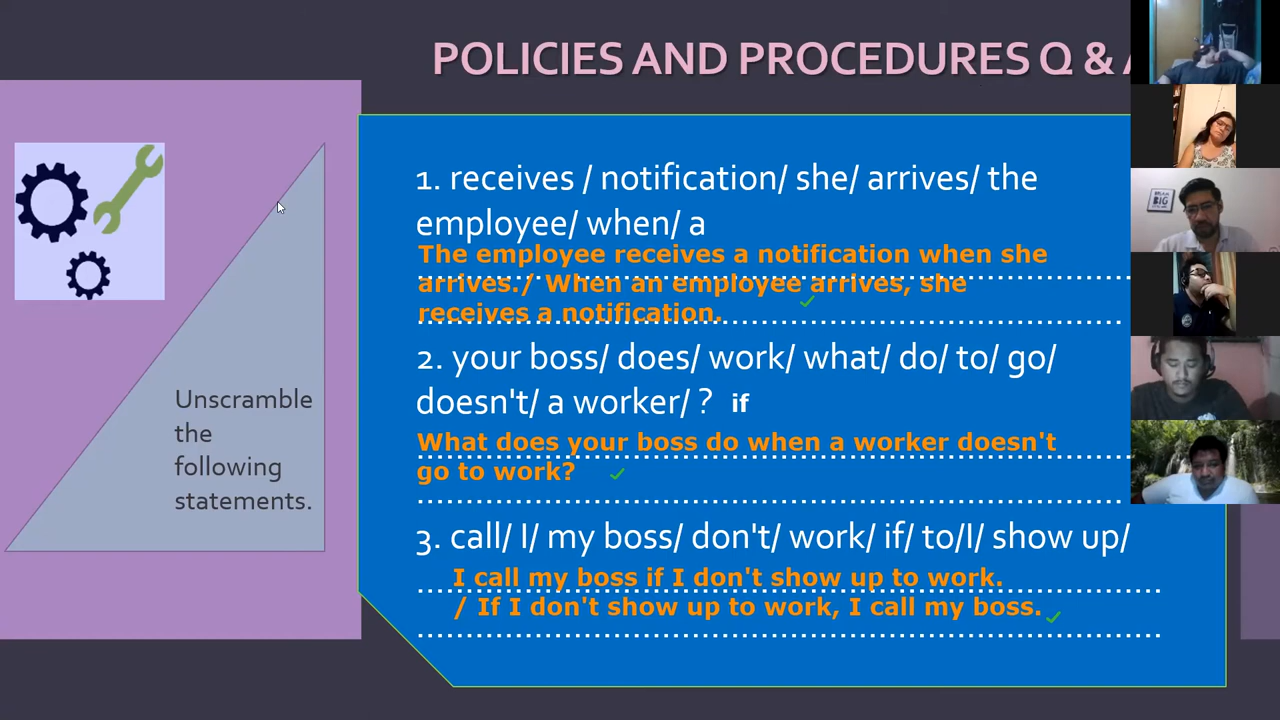 POLICIES AND PROCEDURES Q &
1. receives / notification/ she/ arrives/ the
employee/ when/ a
The employee receives a notification when she
arrives./ When an employee arrives, she
receives a notification.
2. your boss/ does/ work/ what/ do/ to/ go/
doesn't/ a worker/ ? if
What does your boss do when a worker doesn't
go to work?
3. call/ I/ my boss/ don't/ work/ if/ to/I/ show up/
I call my boss if I don't show up to work.
/ If I don't show up to work, I call my boss.
Unscramble
the
following
statements.